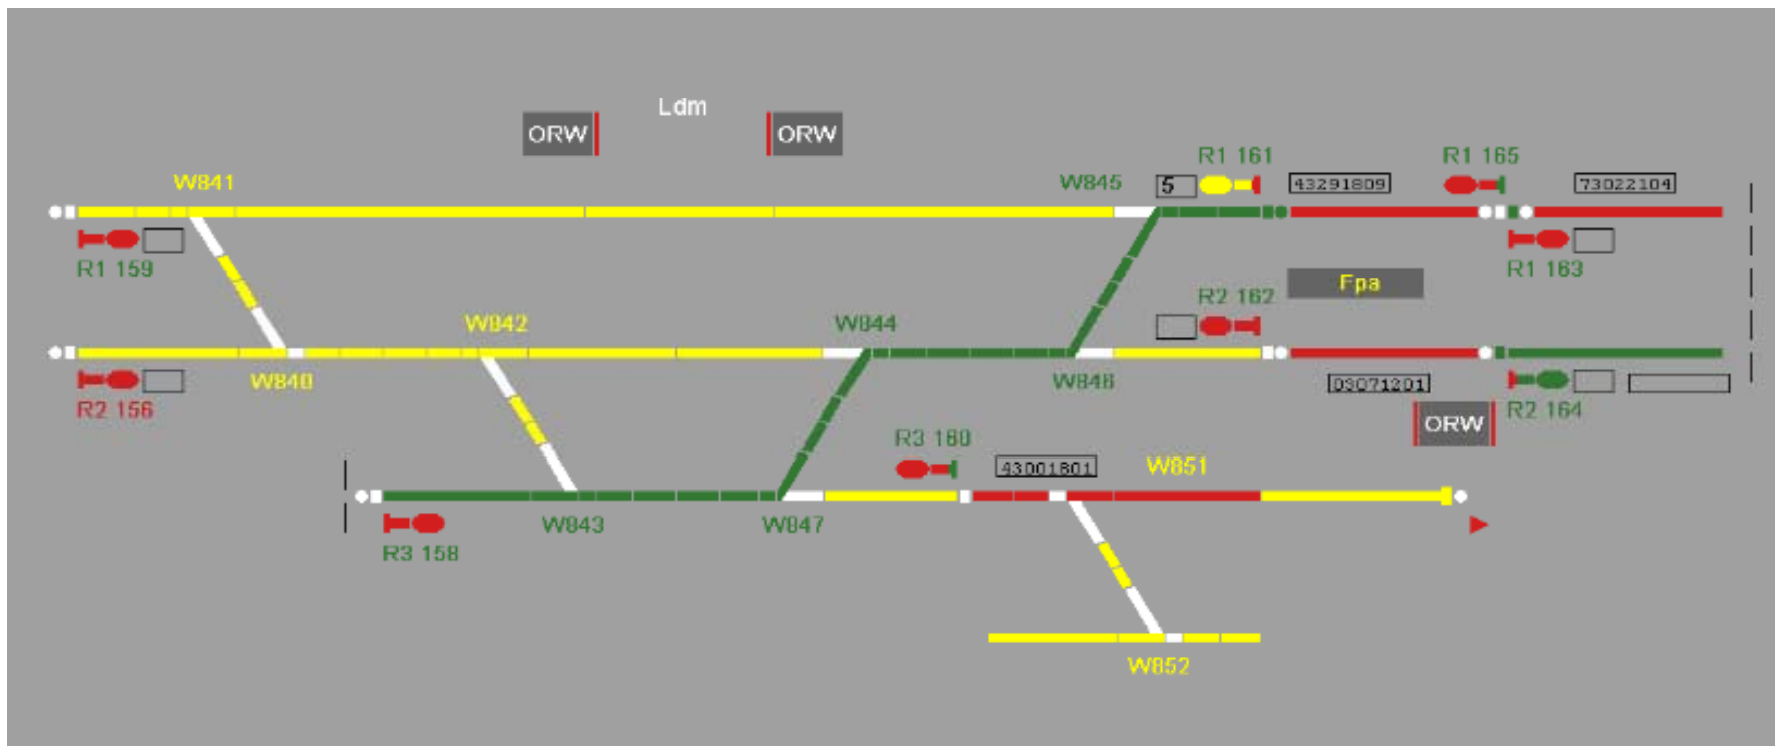 Ldm
ORW ORW
R1 161 R1 165
W841 W845 5 43291809 73022104
R1 159 R1 163
Fpa
R2 162
W842 W844
W840 W846 03071201
R2 156 R2 164
ORW
R3 160 43001801 W851
W843 W847
R3 158
W852